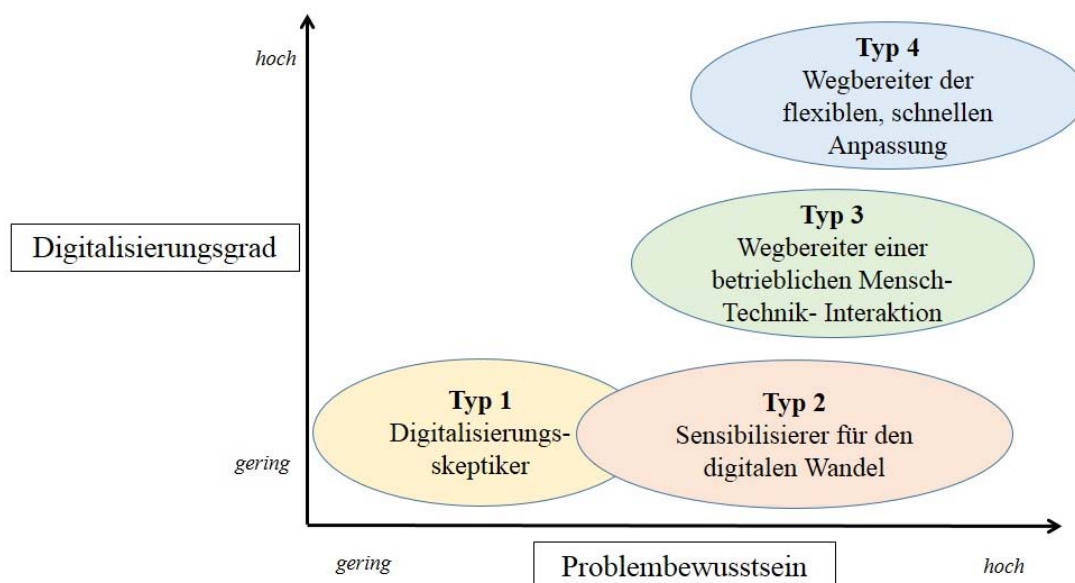 hoch
Typ 4
Wegbereiter der
flexiblen, schnellen
Anpassung
Digitalisierungsgrad
Typ 3
Wegbereiter einer
betrieblichen Mensch-
Technik- Interaktion
Typ 1
Digitalisierungs-
skeptiker
Typ 2
Sensibilisierer für den
digitalen Wandel
gering
gering
Problembewusstsein
hoch